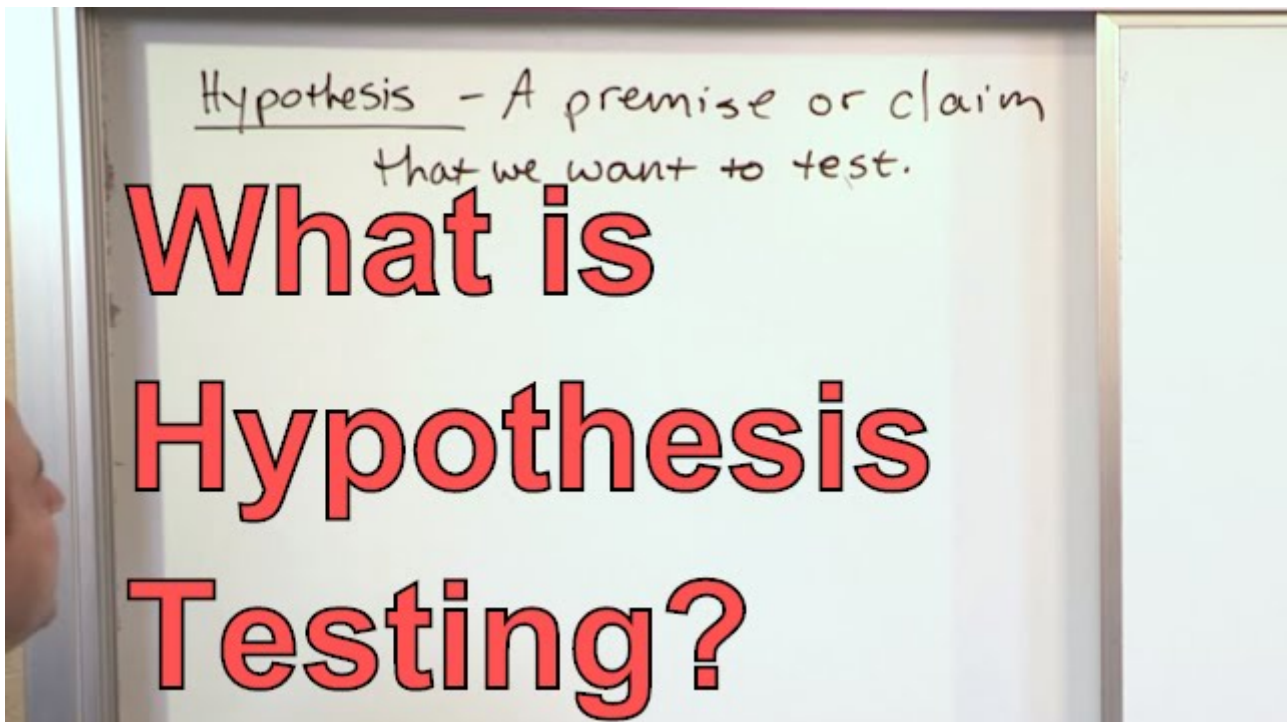 Hypothesis - A premise or claim
that we want to test.
What is
Hypothesis
Testing?